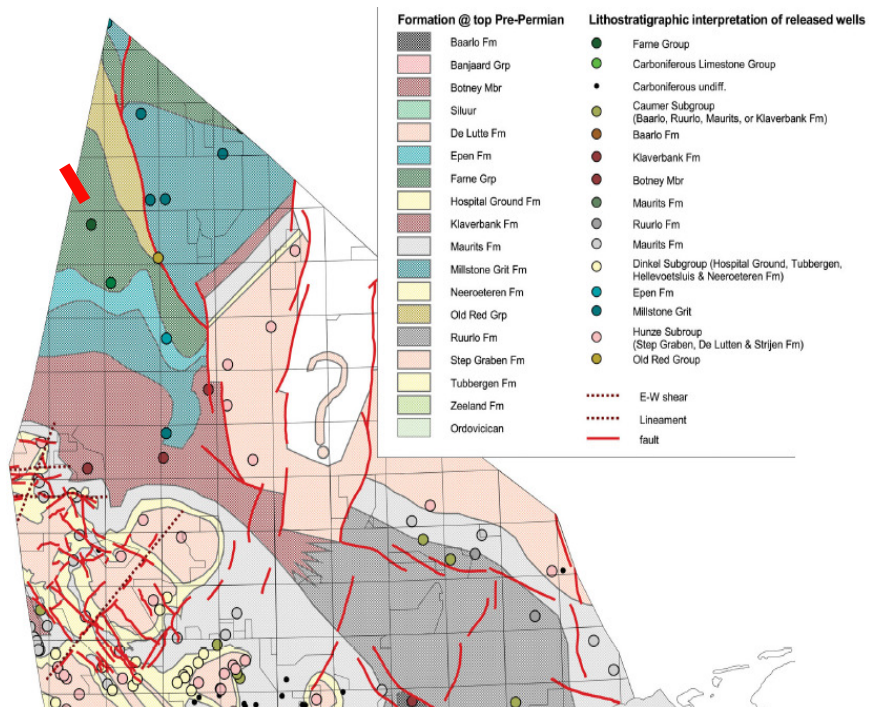 Formation @ top Pre-Permian
Baarlo Fm
Banjaard Grp
Botney Mbr
Siluur
De Lutte Fm
Epen Fm
Farne Grp
Hospital Ground Fm
Klaverbank Fm
Maurits Fm
Millstone Grit Fm
Neeroeteren Fm
Old Red Grp
Ruurlo Fm
Step Graben Fm
Tubbergen Fm
Zeeland Fm
Ordovicican
Lithostratigraphic interpretation of released wells
Farne Group
Carboniferous Limestone Group
Carboniferous undiff.
Caumer Subgroup
(Baarlo, Ruurlo, Maurits, or Klaverbank Fm)
Baarlo Fm
Klaverbank Fm
Botney Mbr
Maurits Fm
Ruurlo Fm
Maurits Fm
Dinkel Subgroup (Hospital Ground, Tubbergen,
Hellevoetsluis & Neeroeteren Fm)
Epen Fm
Millstone Grit
Hunze Subroup
(Step Graben, De Lutten & Strijen Fm)
Old Red Group
E-W shear
Lineament
fault
?